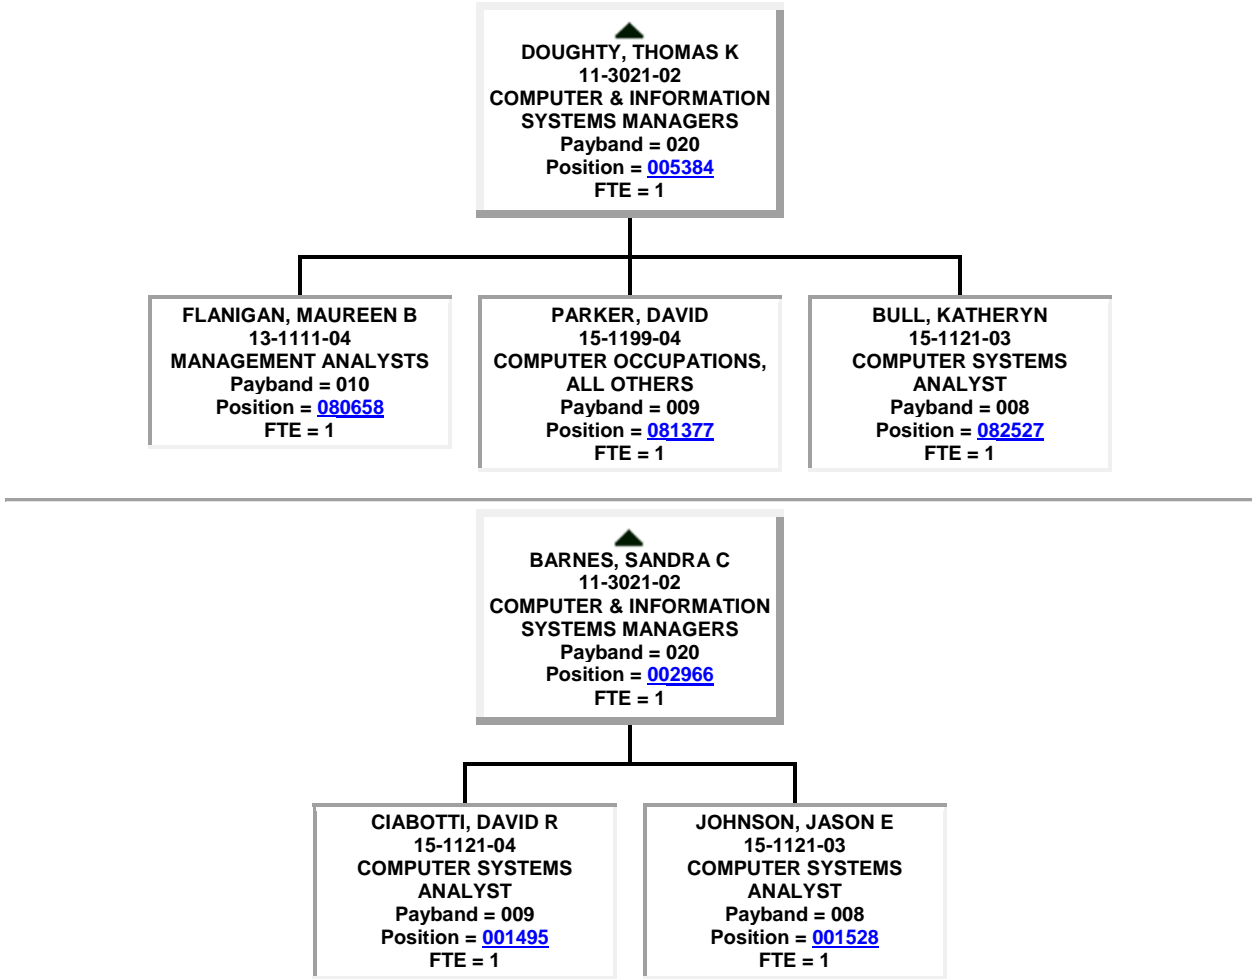 DOUGHTY, THOMAS K
11-3021-02
COMPUTER & INFORMATION
SYSTEMS MANAGERS
Payband = 020
Position = 005384
FTE = 1
FLANIGAN, MAUREEN B
13-1111-04
MANAGEMENT ANALYSTS
Payband = 010
Position = 080658
FTE = 1
PARKER, DAVID
15-1199-04
COMPUTER OCCUPATIONS,
ALL OTHERS
Payband = 009
Position = 081377
FTE = 1
BULL, KATHERYN
15-1121-03
COMPUTER SYSTEMS
ANALYST
Payband = 008
Position = 082527
FTE = 1
BARNES, SANDRA C
11-3021-02
COMPUTER & INFORMATION
SYSTEMS MANAGERS
Payband = 020
Position = 002966
FTE = 1
CIABOTTI, DAVID R
15-1121-04
COMPUTER SYSTEMS
ANALYST
Payband = 009
Position = 001495
FTE = 1
JOHNSON, JASON E
15-1121-03
COMPUTER SYSTEMS
ANALYST
Payband = 008
Position = 001528
FTE = 1